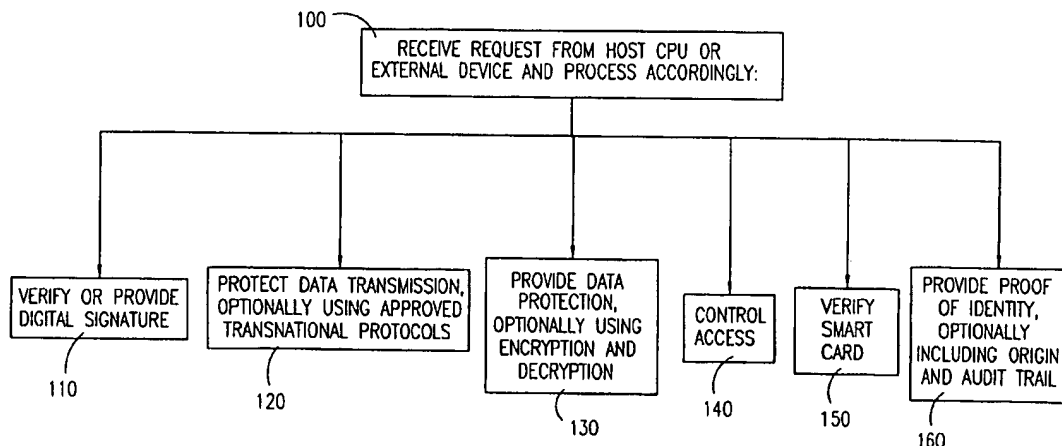 100
RECEIVE REQUEST FROM HOST CPU OR
EXTERNAL DEVICE AND PROCESS ACCORDINGLY:
VERIFY OR PROVIDE
DIGITAL SIGNATURE
110
PROTECT DATA TRANSMISSION,
OPTIONALLY USING APPROVED
TRANSNATIONAL PROTOCOLS
120
PROVIDE DATA
PROTECTION,
OPTIONALLY USING
ENCRYPTION AND
DECRYPTION
130
CONTROL
ACCESS
140
VERIFY
SMART
CARD
150
PROVIDE PROOF
OF IDENTITY,
OPTIONALLY
INCLUDING ORIGIN
AND AUDIT TRAIL
160